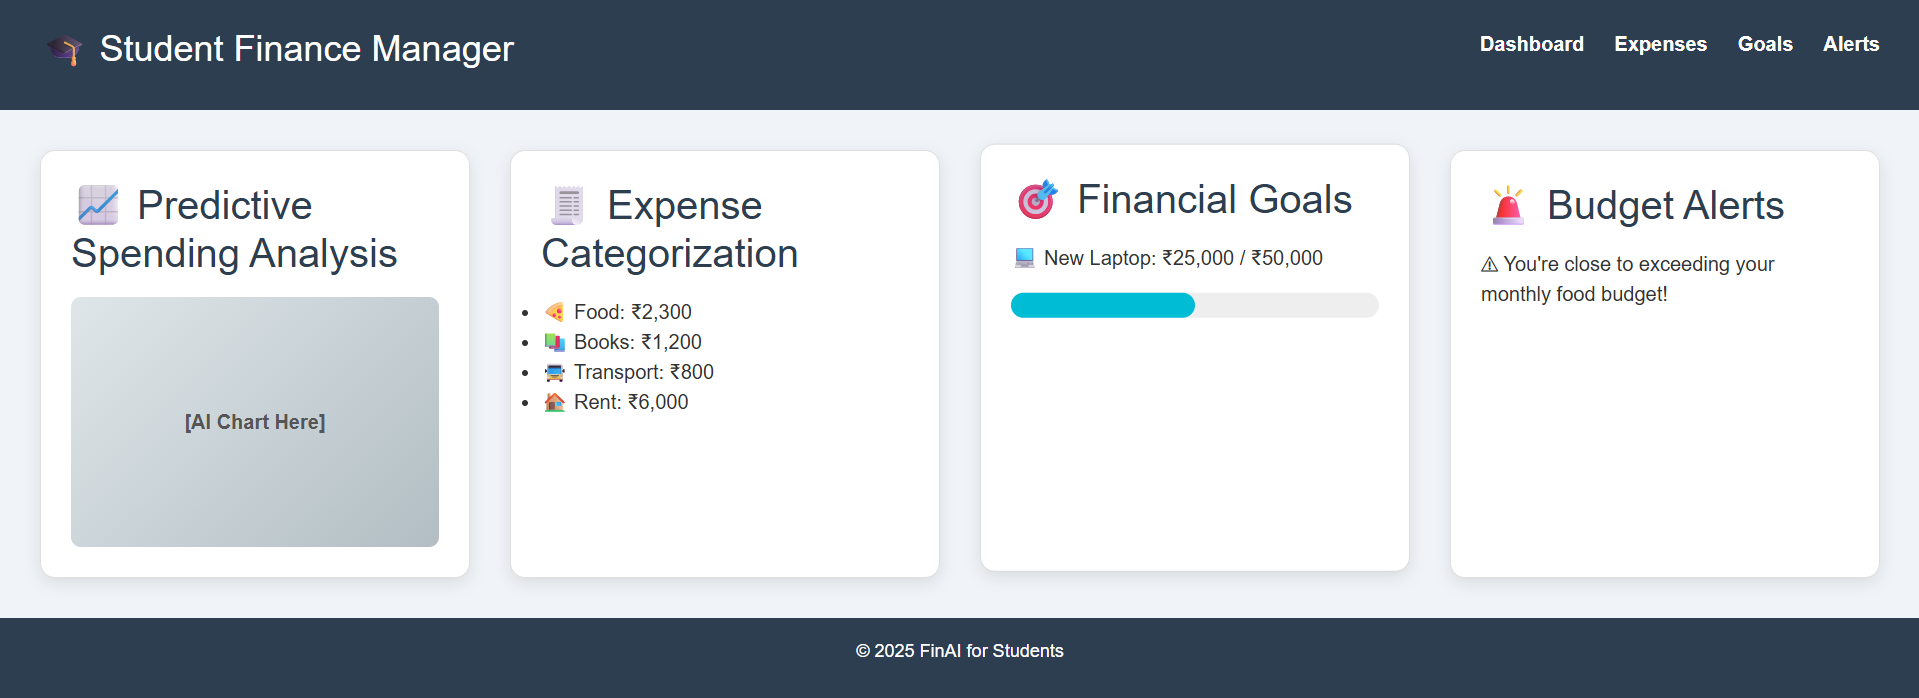 Student Finance Manager
Dashboard Expenses Goals Alerts
Predictive
Spending Analysis
[AI Chart Here]
Expense
Categorization
Food: ₹2,300
Books: ₹1,200
Transport: ₹800
Rent: ₹6,000
Financial Goals
New Laptop: ₹25,000 / ₹50,000
Budget Alerts
⚠ You're close to exceeding your
monthly food budget!
© 2025 FinAI for Students